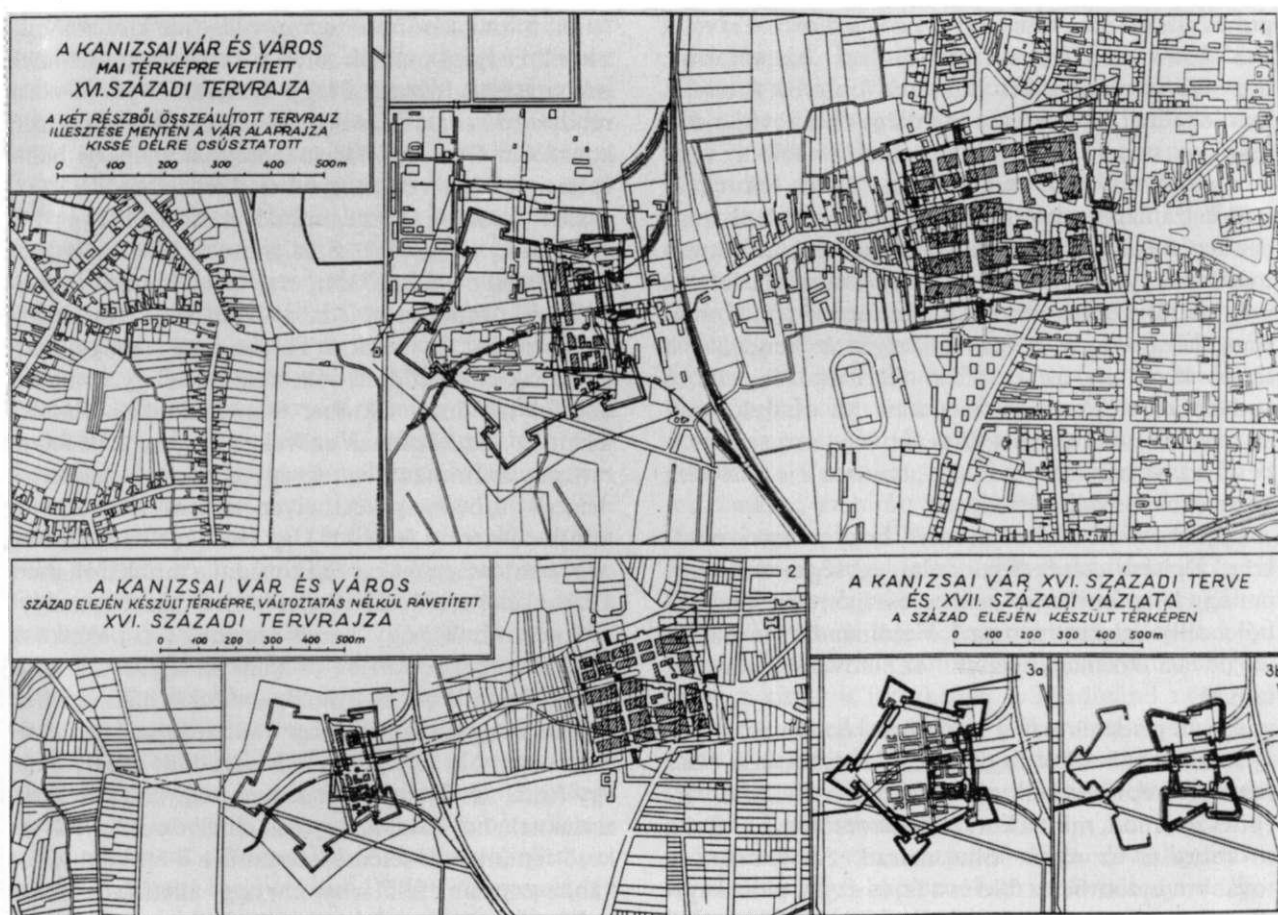 A KANIZSAI VÁR ÉS VÁROS
MAI TÉRKÉPRE VETÍTETT
XVI. SZÁZADI TERVRAJZA
A KÉT RÉSZBŐL ÖSSZEÁLLÍTOTT TERVRAJZ
ILLESZTÉSE MENTÉN A VÁR ALAPRAJZA
KISSÉ DÉLRE CSÚSZTATOTT
0 100 200 300 400 500m
1
A KANIZSAI VÁR ÉS VÁROS
SZÁZAD ELEJÉN KÉSZÜLT TÉRKÉPRE, VÁLTOZTATÁS NÉLKÜL RÁVETÍTETT
XVI. SZÁZADI TERVRAJZA
0 100 200 300 400 500m
2
A KANIZSAI VÁR XVI. SZÁZADI TERVE
ÉS XVII. SZÁZADI VÁZLATA
A SZÁZAD ELEJÉN KÉSZÜLT TÉRKÉPEN
0 100 200 300 400 500m
3a
3b